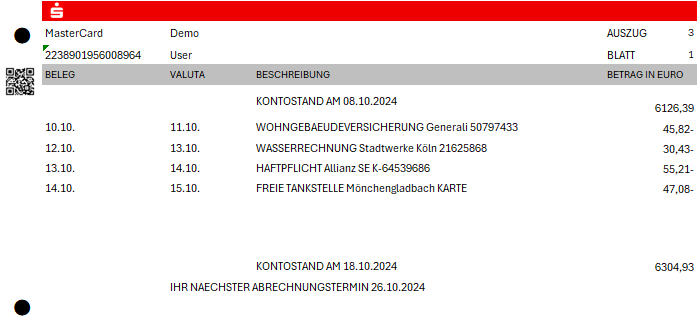 MasterCard Demo AUSZUG 3
2238901956008964 User BLATT 1
BELEG VALUTA BESCHREIBUNG BETRAG IN EURO
KONTOSTAND AM 08.10.2024 6126,39
10.10. 11.10. WOHNGEBAEUDEVERSICHERUNG Generali 50797433 45,82-
12.10. 13.10. WASSERRECHNUNG Stadtwerke Köln 21625868 30,43-
13.10. 14.10. HAFTPFLICHT Allianz SE K-64539686 55,21-
14.10. 15.10. FREIE TANKSTELLE Mönchengladbach KARTE 47,08-
KONTOSTAND AM 18.10.2024 6304,93
IHR NAECHSTER ABRECHNUNGSTERMIN 26.10.2024